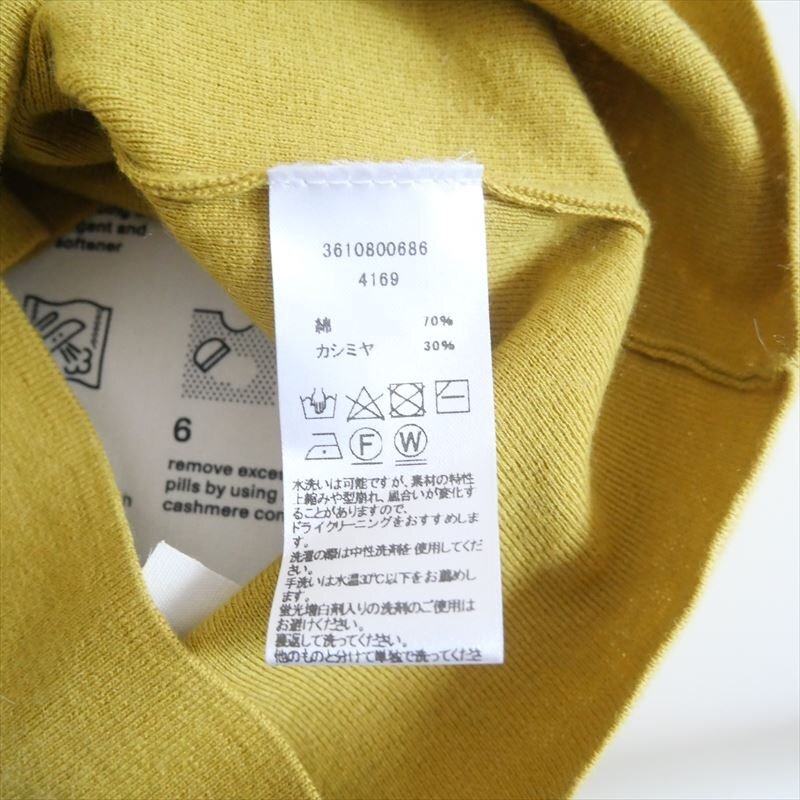 gent and
softener
6
remove exces
pills by using
cashmere com
3610800686
4169
綿 70%
カシミヤ 30%
F W
水洗いは可能ですが、素材の特性
上縮みや型崩れ、風合いが変化す
ることがありますので、
ドライクリーニングをおすすめしま
す。
洗濯の際は中性洗剤を使用してくだ
さい。
手洗いは水温30℃以下をお薦めし
ます。
蛍光増白剤入りの洗剤のご使用は
お避けください。
裏返して洗ってください。
他のものと分けて単独で洗ってくださ